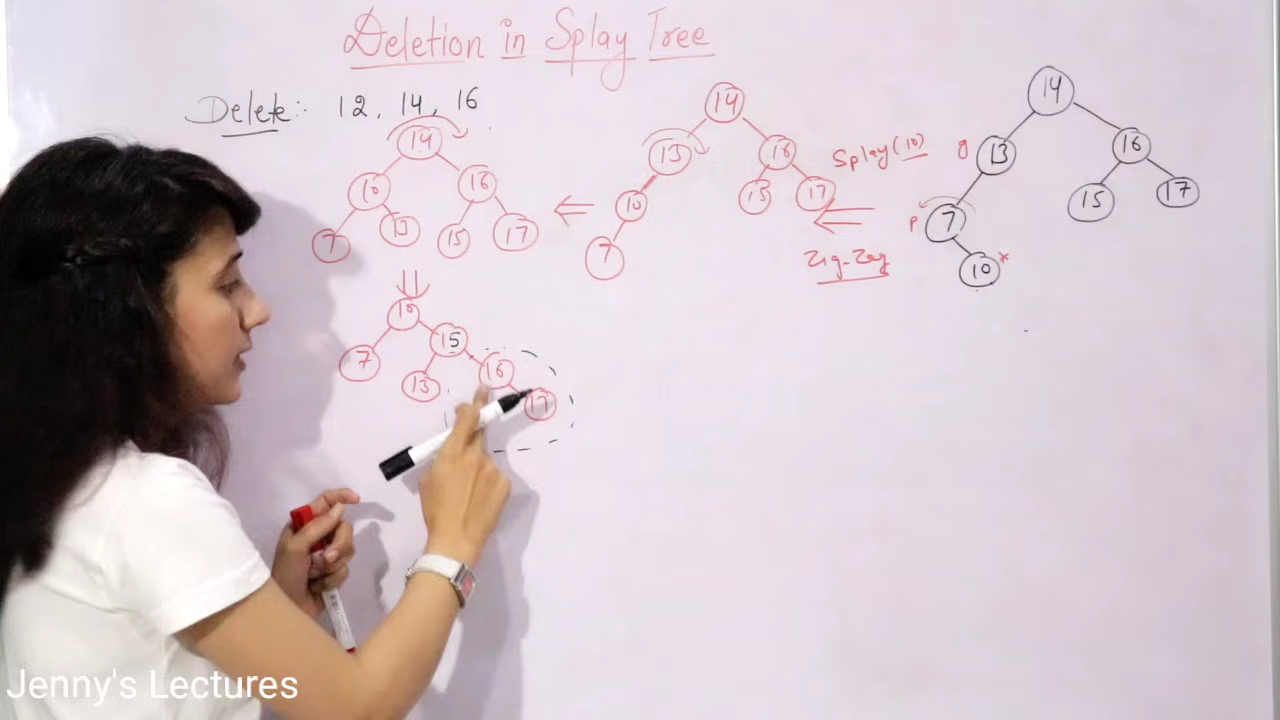 Deletion in Splay Tree
Delete:- 12, 14, 16
14
10 16
7 13 15 17
14
13 16
10 15 17
7
Splay(10)
Zig-Zag
14
g 13 16
p 7 15 17
10 x
10
7 15
13 16
17
Jenny's Lectures